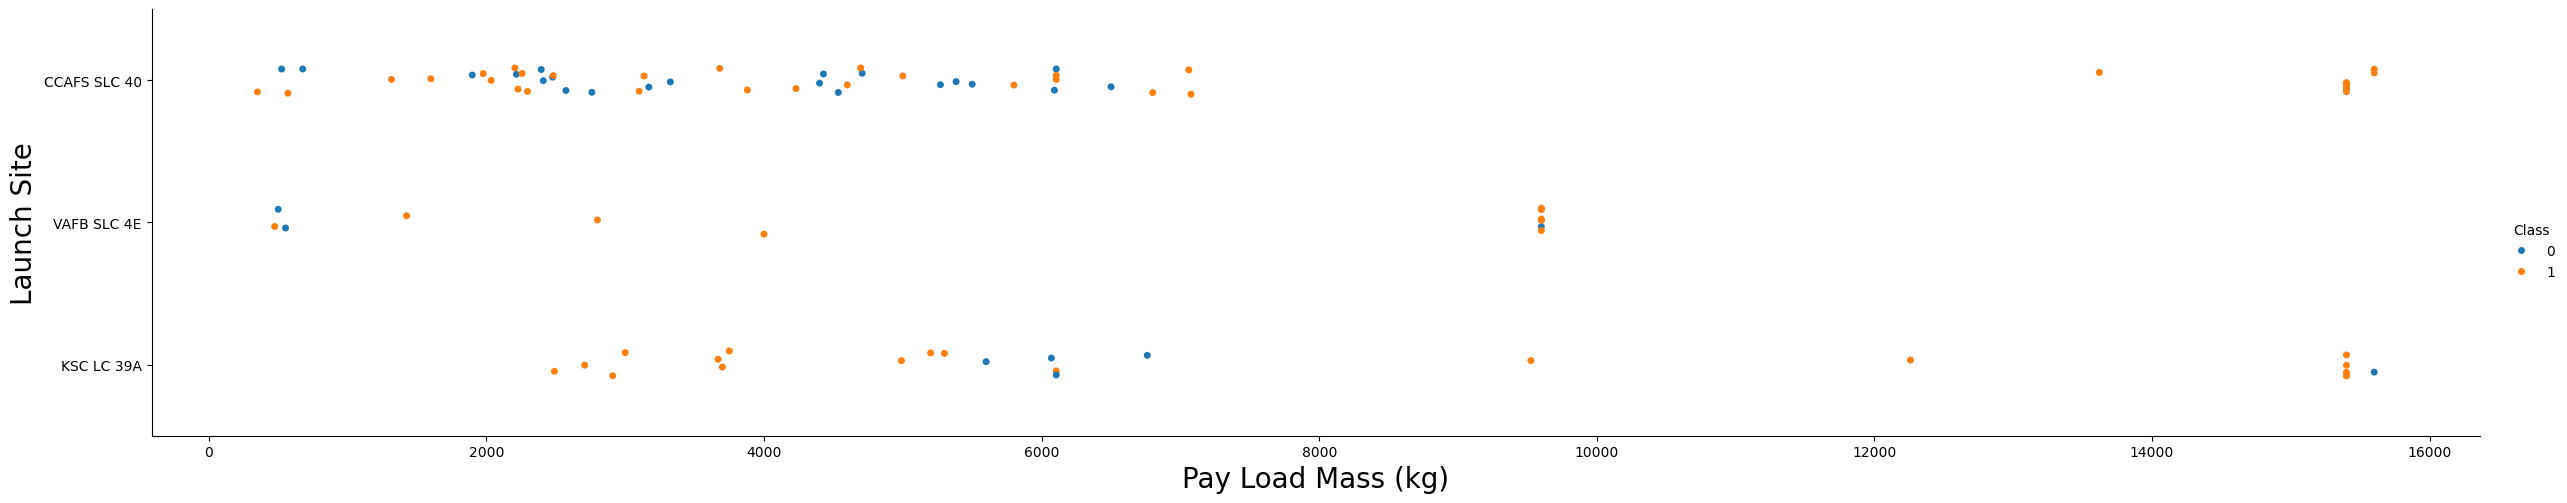 Launch Site
CCAFS SLC 40
VAFB SLC 4E
KSC LC 39A
0 2000 4000 6000 8000 10000 12000 14000 16000
Pay Load Mass (kg)
Class
0
1